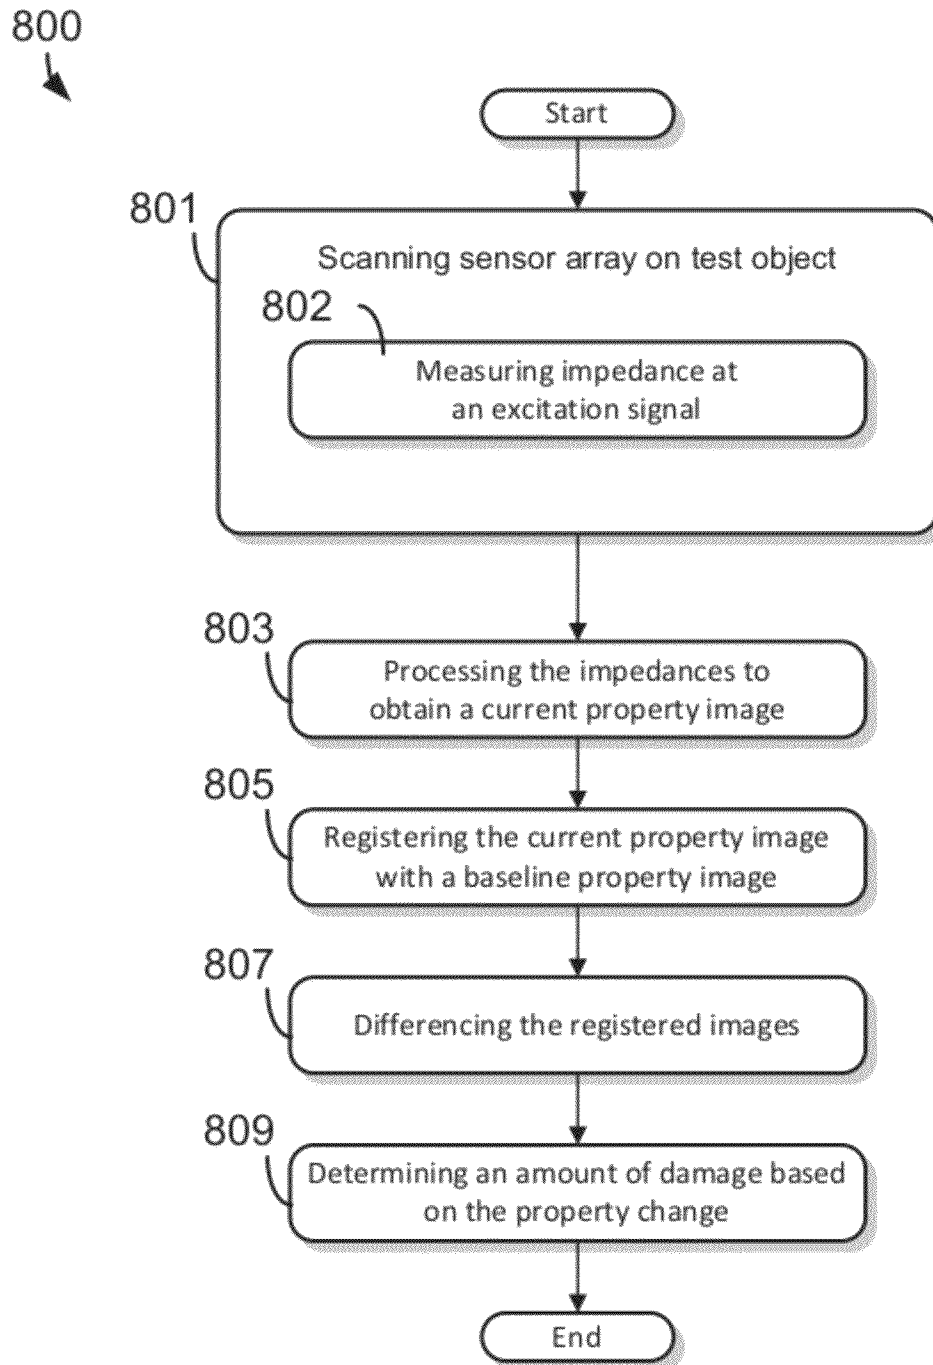 800
Start
801
Scanning sensor array on test object
802
Measuring impedance at
an excitation signal
803
Processing the impedances to
obtain a current property image
805
Registering the current property image
with a baseline property image
807
Differencing the registered images
809
Determining an amount of damage based
on the property change
End